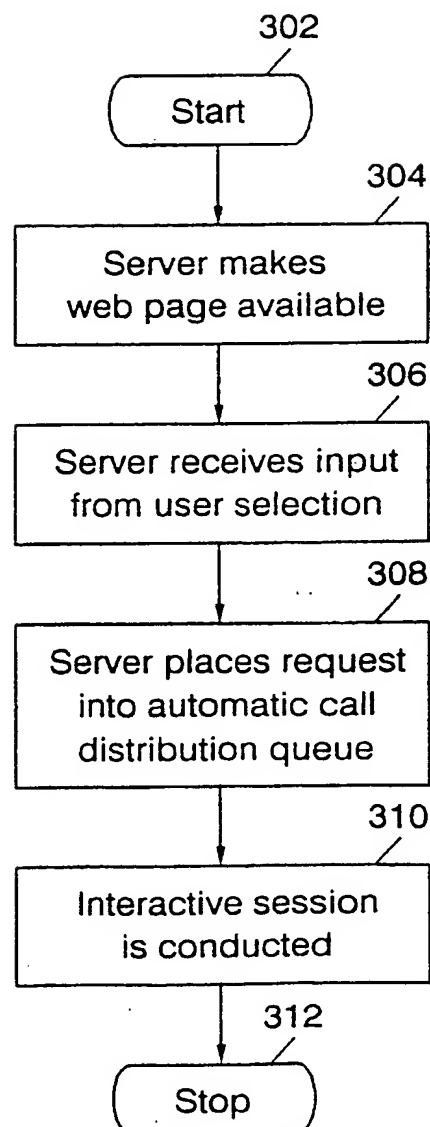 302
Start
304
Server makes
web page available
306
Server receives input
from user selection
308
Server places request
into automatic call
distribution queue
310
Interactive session
is conducted
312
Stop